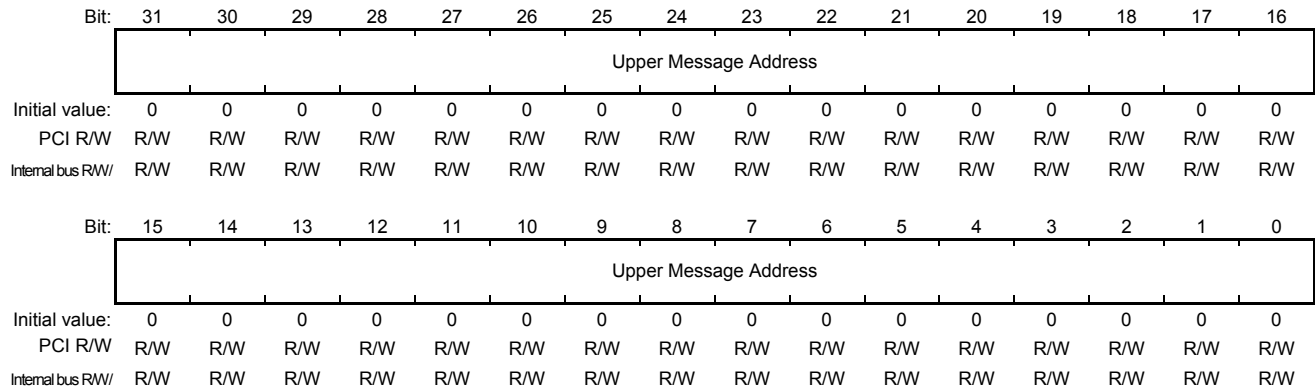 Bit: 31 30 29 28 27 26 25 24 23 22 21 20 19 18 17 16
Upper Message Address
Initial value: 0 0 0 0 0 0 0 0 0 0 0 0 0 0 0 0
PCI R/W R/W R/W R/W R/W R/W R/W R/W R/W R/W R/W R/W R/W R/W R/W R/W R/W
Internal bus R/W/ R/W R/W R/W R/W R/W R/W R/W R/W R/W R/W R/W R/W R/W R/W R/W R/W
Bit: 15 14 13 12 11 10 9 8 7 6 5 4 3 2 1 0
Upper Message Address
Initial value: 0 0 0 0 0 0 0 0 0 0 0 0 0 0 0 0
PCI R/W R/W R/W R/W R/W R/W R/W R/W R/W R/W R/W R/W R/W R/W R/W R/W R/W
Internal bus R/W/ R/W R/W R/W R/W R/W R/W R/W R/W R/W R/W R/W R/W R/W R/W R/W R/W